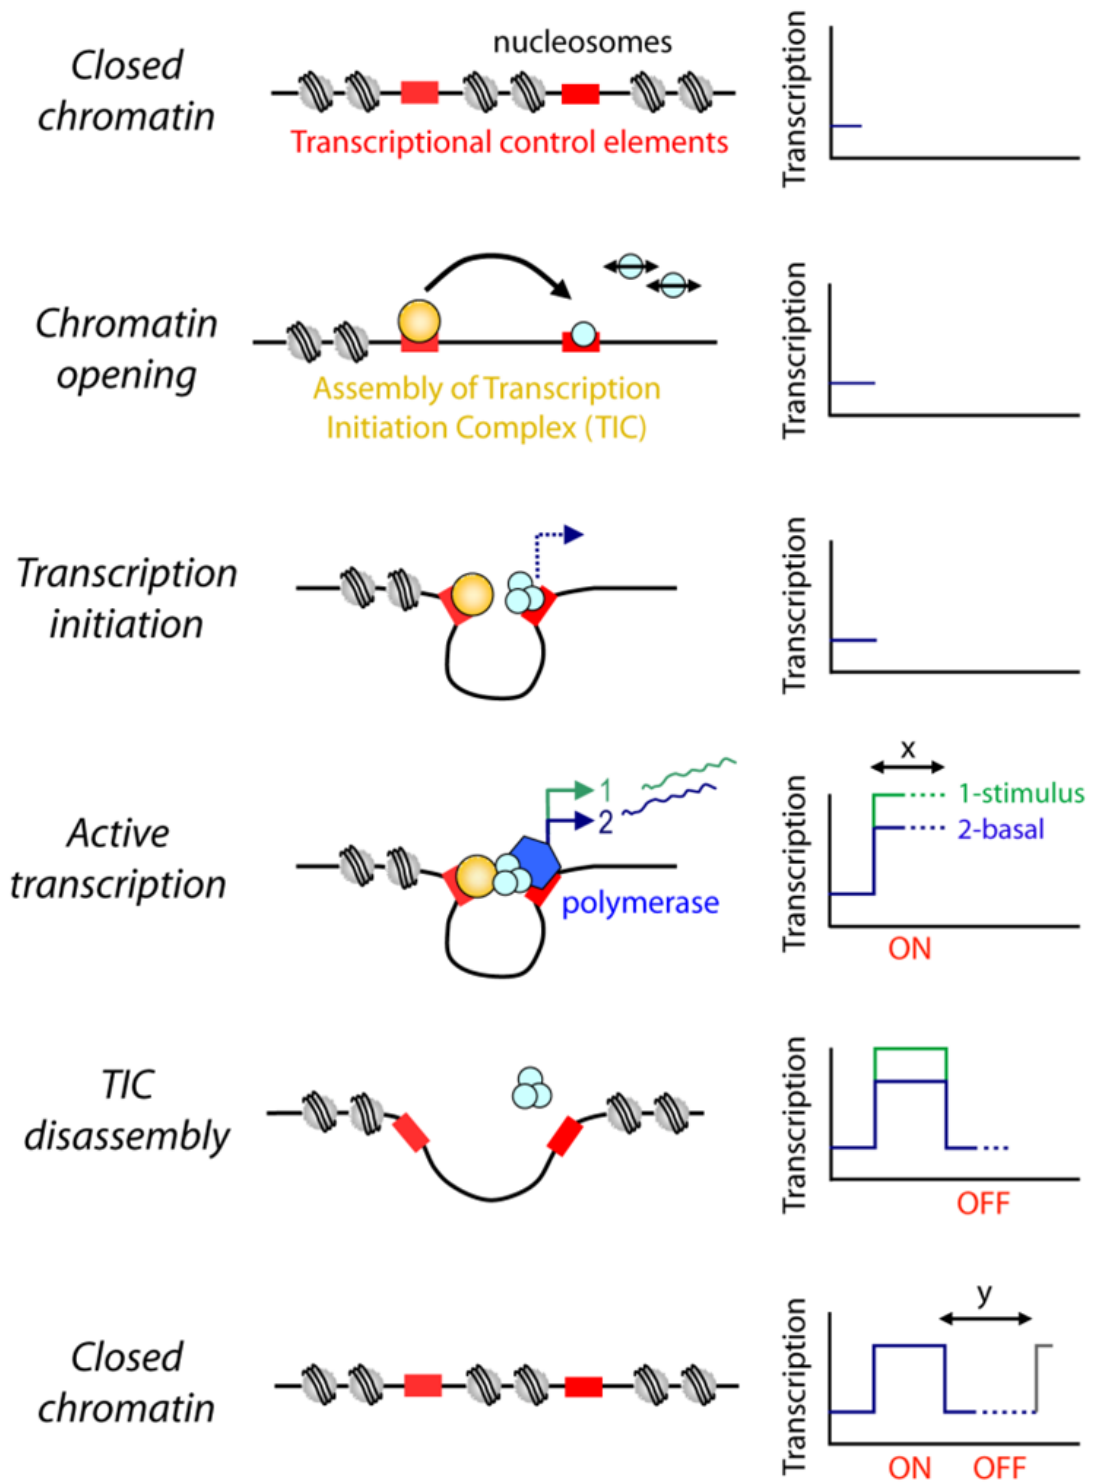 Closed
chromatin
nucleosomes
Transcriptional control elements
Transcription
Chromatin
opening
Assembly of Transcription
Initiation Complex (TIC)
Transcription
Transcription
initiation
Transcription
Active
transcription
1
2
polymerase
Transcription
x
1-stimulus
2-basal
ON
TIC
disassembly
Transcription
OFF
Closed
chromatin
Transcription
y
ON OFF